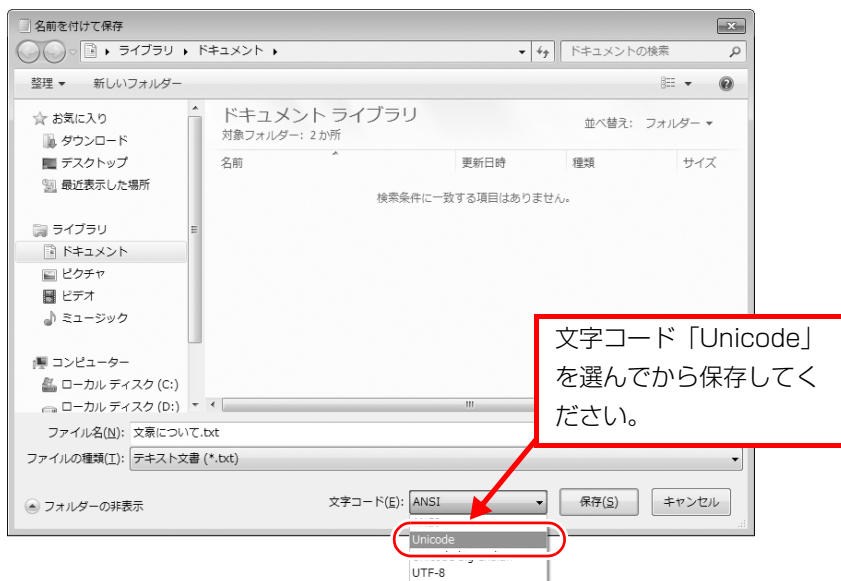 名前を付けて保存
ライブラリ ドキュメント
ドキュメントの検索
整理 新しいフォルダー
お気に入り
ダウンロード
デスクトップ
最近表示した場所
ライブラリ
ドキュメント
ピクチャ
ビデオ
ミュージック
コンピューター
ローカル ディスク (C:)
ローカル ディスク (D:)
ドキュメント ライブラリ
対象フォルダー: 2 か所
並べ替え: フォルダー
名前 更新日時 種類 サイズ
検索条件に一致する項目はありません。
文字コード「Unicode」
を選んでから保存してく
ださい。
ファイル名(N): 文豪について.txt
ファイルの種類(T): テキスト文書 (*.txt)
フォルダーの非表示
文字コード(E): ANSI
保存(S) キャンセル
Unicode
UTF-8